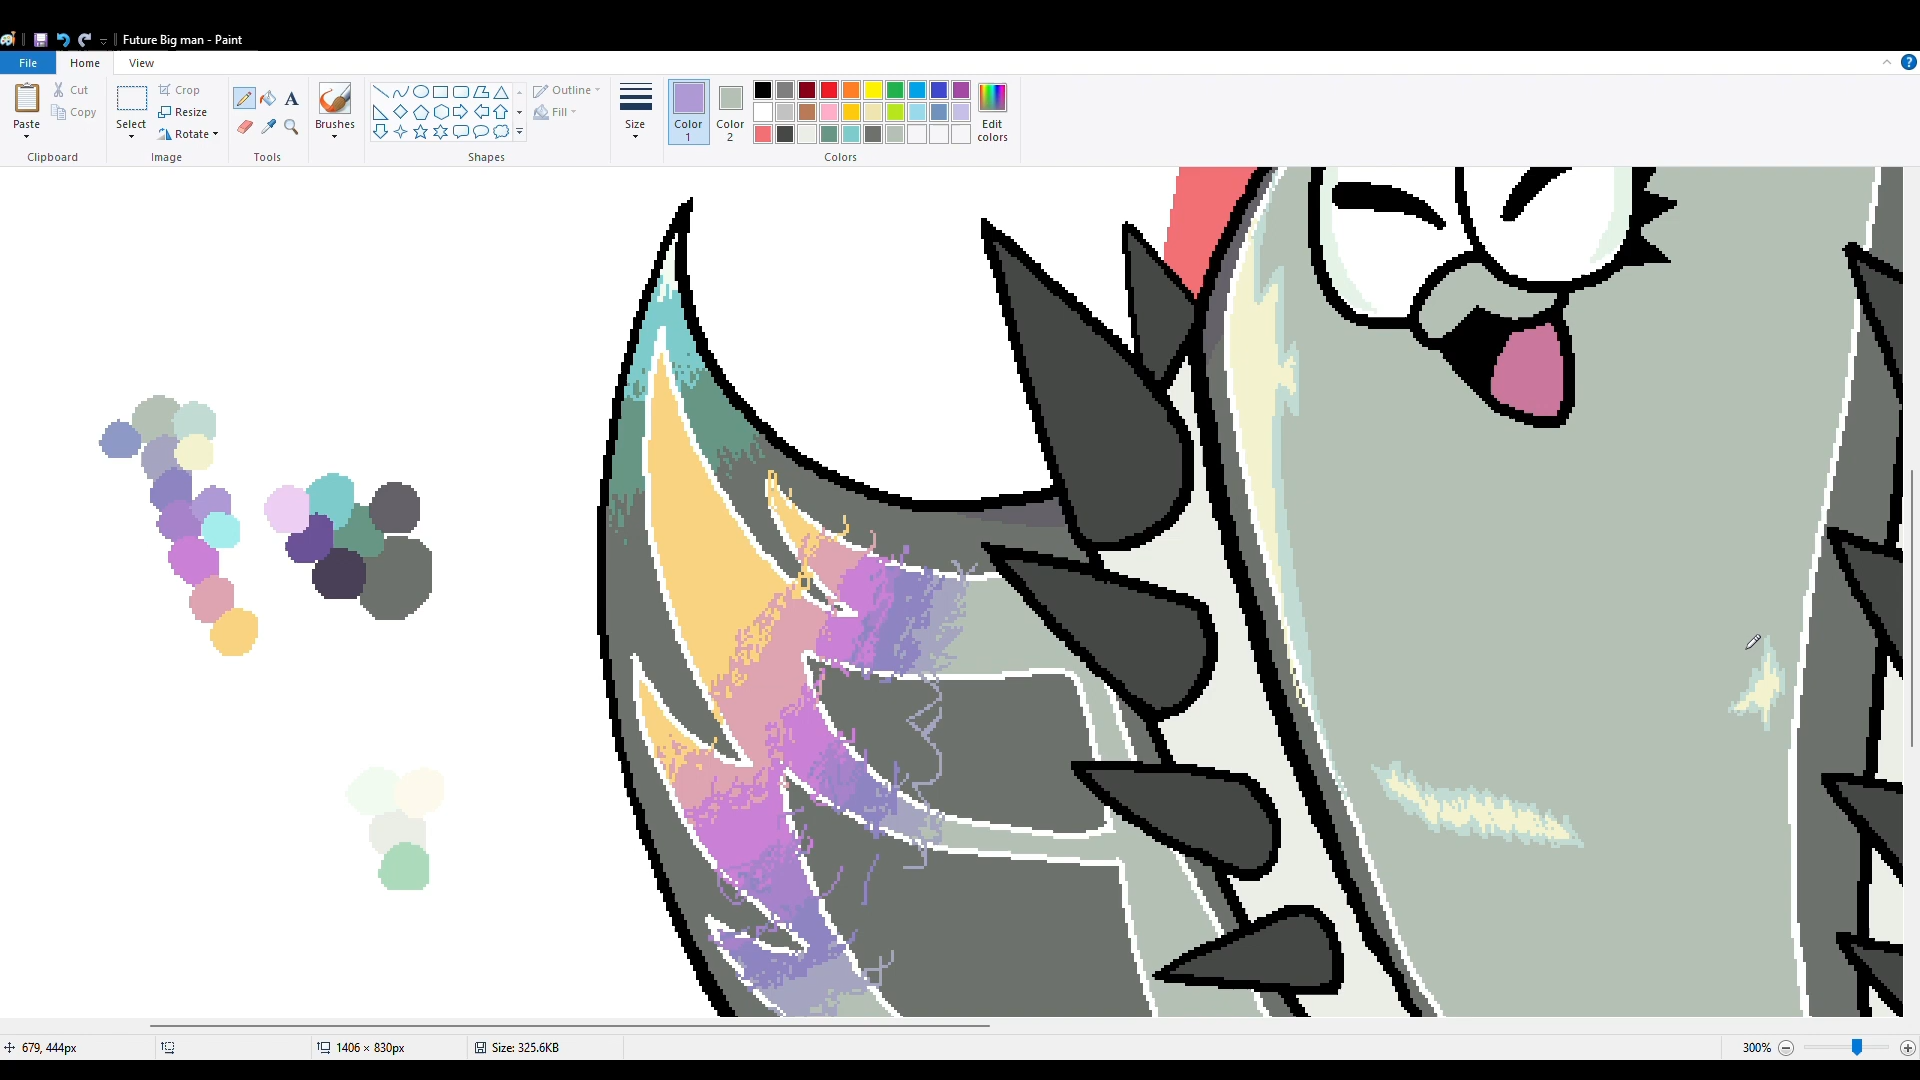 Future Big man - Paint
File Home View
Paste
Cut
Copy
Clipboard
Select
Crop
Resize
Rotate
Image
A
Tools
Brushes
Shapes
Outline
Fill
Size
Color 1
Color 2
Edit colors
Colors
679, 444px
1406 × 830px
Size: 325.6KB
300%